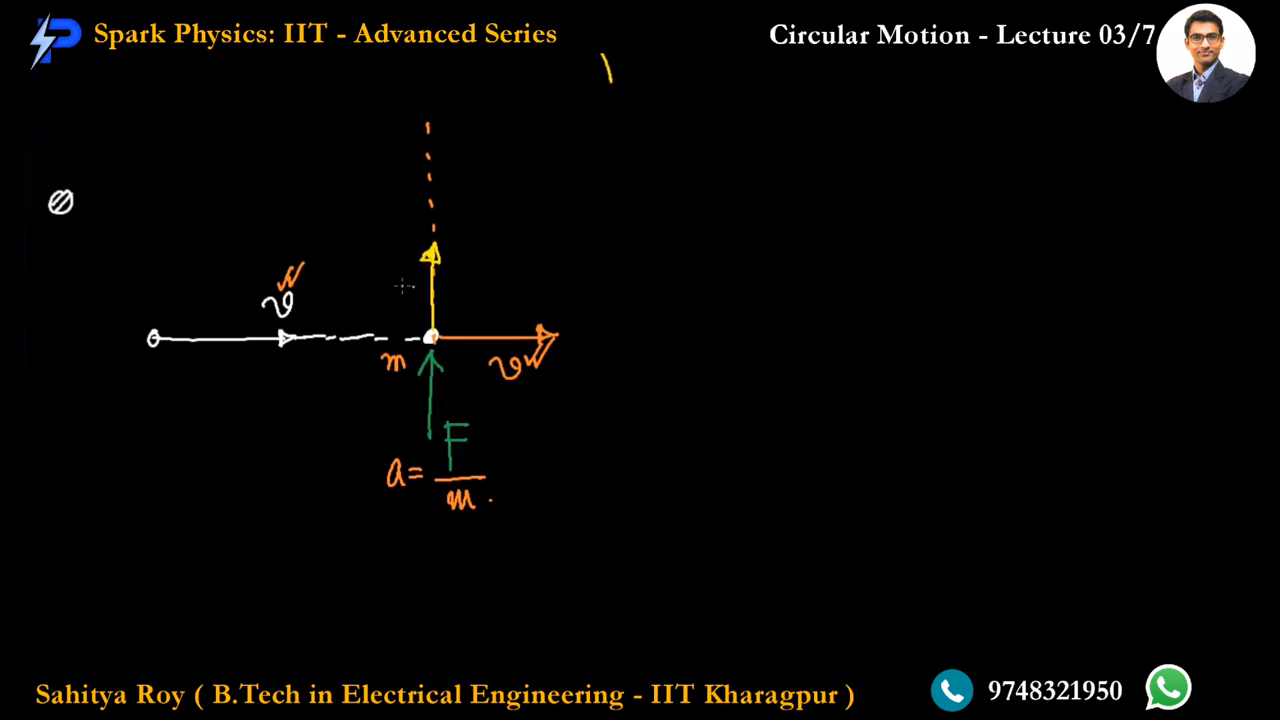 Spark Physics: IIT - Advanced Series
Circular Motion - Lecture 03/7
v
m
v
F
a = F/m.
Sahitya Roy ( B.Tech in Electrical Engineering - IIT Kharagpur )
9748321950